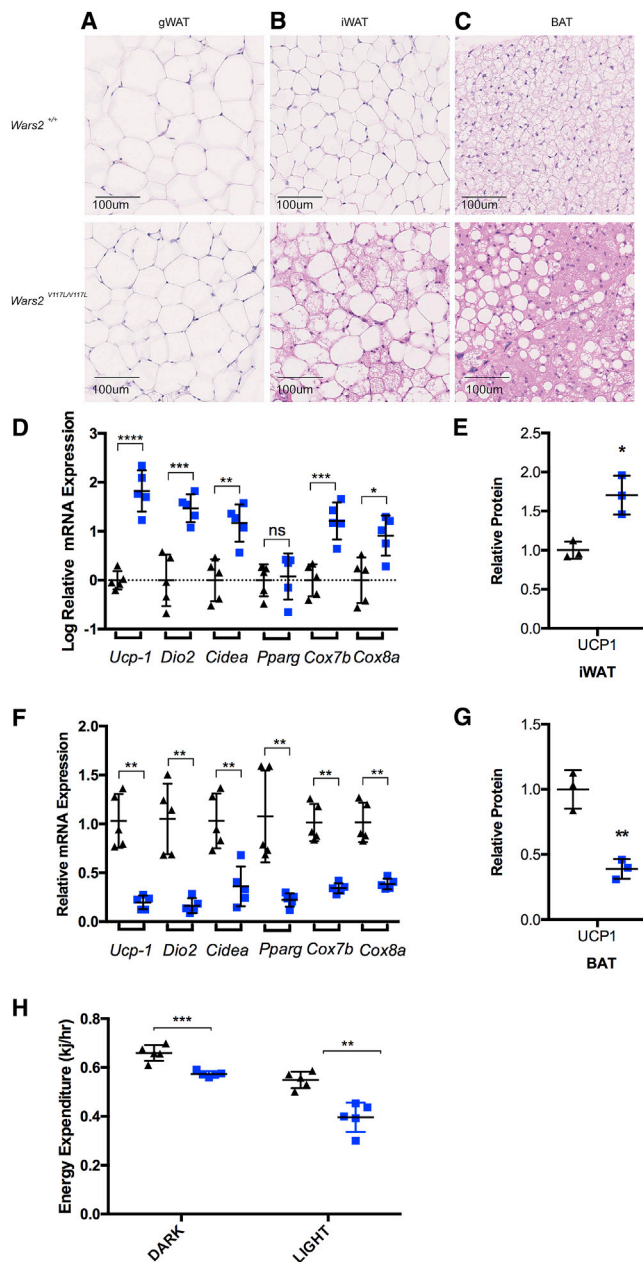 A
gWAT
B
iWAT
C
BAT
Wars2 +/+
100um
100um
100um
Wars2 V117L/V117L
100um
100um
100um
D
Log Relative mRNA Expression
3
2
1
0
-1
****
***
**
ns
***
*
Ucp-1
Dio2
Cidea
Pparg
Cox7b
Cox8a
E
Relative Protein
2.5
2.0
1.5
1.0
0.5
0.0
*
UCP1
iWAT
F
Relative mRNA Expression
2.0
1.5
1.0
0.5
0.0
**
**
**
**
**
**
Ucp-1
Dio2
Cidea
Pparg
Cox7b
Cox8a
G
Relative Protein
1.5
1.0
0.5
0.0
**
UCP1
BAT
H
Energy Expenditure (kj/hr)
0.8
0.6
0.4
0.2
0.0
***
**
DARK
LIGHT